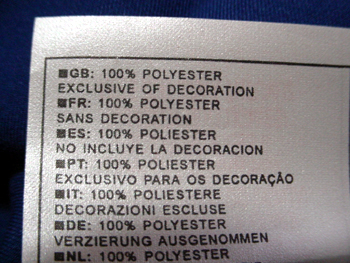 ■GB: 100% POLYESTER
EXCLUSIVE OF DECORATION
■FR: 100% POLYESTER
SANS DECORATION
■ES: 100% POLIESTER
NO INCLUYE LA DECORACION
■PT: 100% POLIESTER
EXCLUSIVO PARA OS DECORAÇÃO
■IT: 100% POLIESTERE
DECORAZIONI ESCLUSE
■DE: 100% POLYESTER
VERZIERUNG AUSGENOMMEN
■NL: 100% POLYESTER